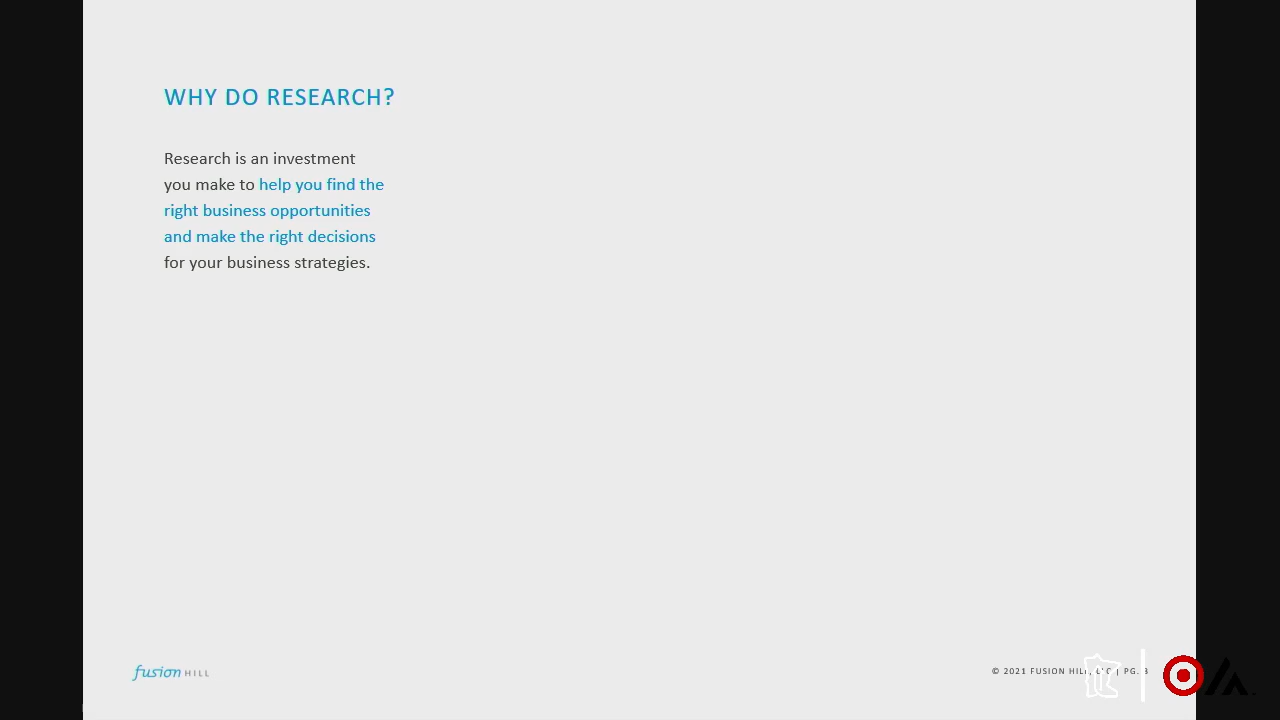 WHY DO RESEARCH?
Research is an investment
you make to help you find the
right business opportunities
and make the right decisions
for your business strategies.
fusion HILL
© 2021 FUSION HILL, LLC | PG. 3